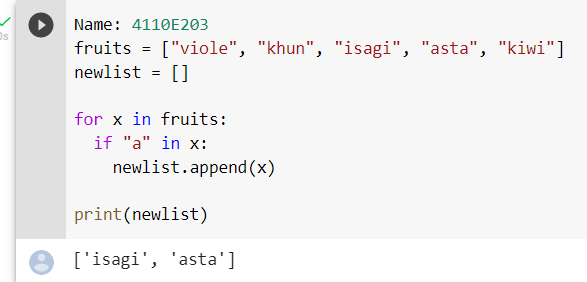 Name: 4110E203
fruits = ["viole", "khun", "isagi", "asta", "kiwi"]
newlist = []
for x in fruits:
  if "a" in x:
    newlist.append(x)
print(newlist)
['isagi', 'asta']